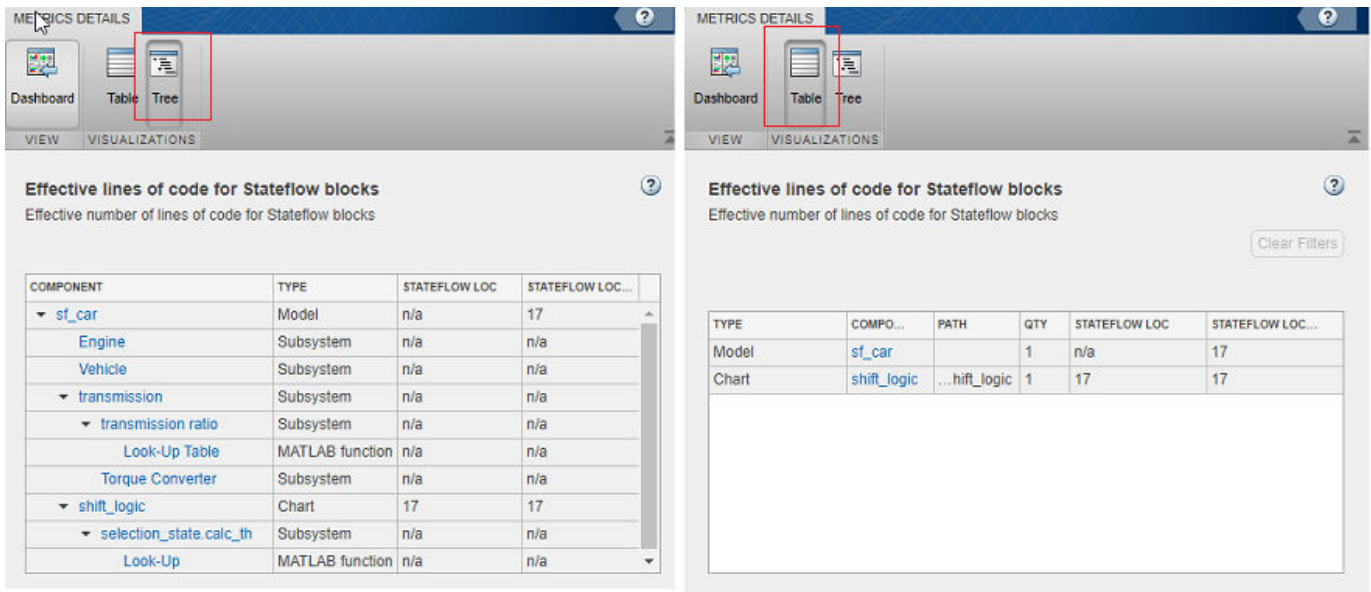 METRICS DETAILS
?
Dashboard Table Tree
VIEW VISUALIZATIONS
Effective lines of code for Stateflow blocks ?
Effective number of lines of code for Stateflow blocks
COMPONENT TYPE STATEFLOW LOC STATEFLOW LOC...
sf_car Model n/a 17
Engine Subsystem n/a n/a
Vehicle Subsystem n/a n/a
transmission Subsystem n/a n/a
transmission ratio Subsystem n/a n/a
Look-Up Table MATLAB function n/a n/a
Torque Converter Subsystem n/a n/a
shift_logic Chart 17 17
selection_state.calc_th Subsystem n/a n/a
Look-Up MATLAB function n/a n/a
METRICS DETAILS
?
Dashboard Table Tree
VIEW VISUALIZATIONS
Effective lines of code for Stateflow blocks ?
Effective number of lines of code for Stateflow blocks
Clear Filters
TYPE COMPO... PATH QTY STATEFLOW LOC STATEFLOW LOC...
Model sf_car 1 n/a 17
Chart shift_logic ...hift_logic 1 17 17